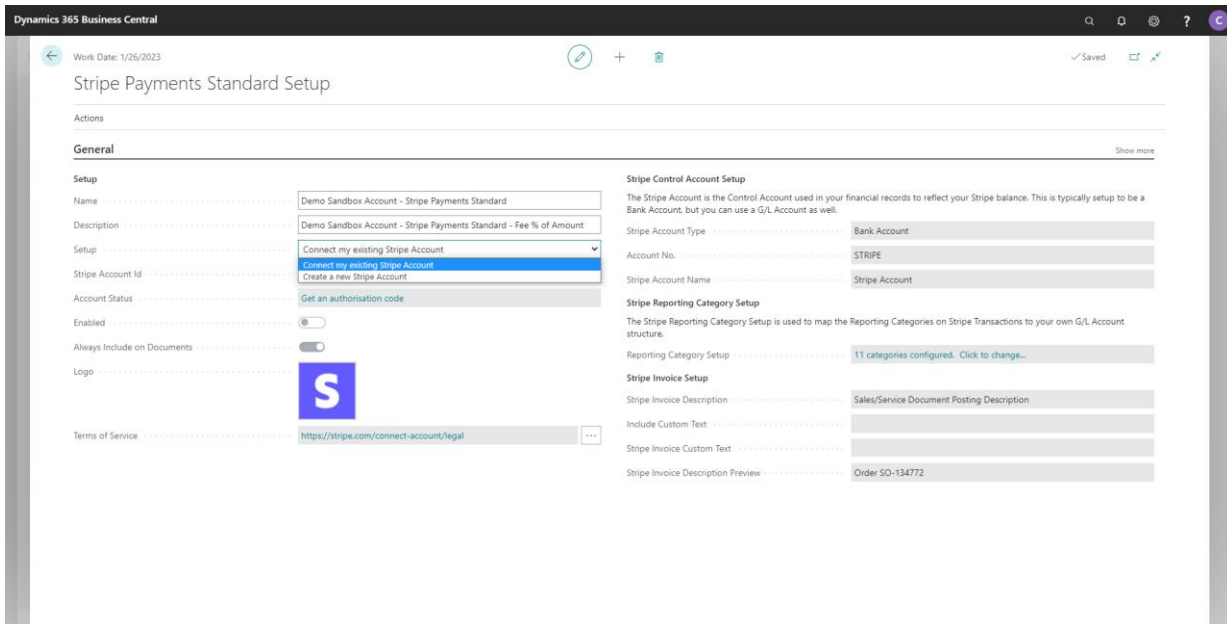 Dynamics 365 Business Central
?
C
Work Date: 1/26/2023
Saved
Stripe Payments Standard Setup
Actions
General
Show more
Setup
Name
Demo Sandbox Account - Stripe Payments Standard
Description
Demo Sandbox Account - Stripe Payments Standard - Fee % of Amount
Setup
Connect my existing Stripe Account
Connect my existing Stripe Account
Create a new Stripe Account
Stripe Account Id
Account Status
Get an authorisation code
Enabled
Always Include on Documents
Logo
S
Terms of Service
https://stripe.com/connect-account/legal
...
Stripe Control Account Setup
The Stripe Account is the Control Account used in your financial records to reflect your Stripe balance. This is typically setup to be a
Bank Account, but you can use a G/L Account as well.
Stripe Account Type
Bank Account
Account No.
STRIPE
Stripe Account Name
Stripe Account
Stripe Reporting Category Setup
The Stripe Reporting Category Setup is used to map the Reporting Categories on Stripe Transactions to your own G/L Account
structure.
Reporting Category Setup
11 categories configured. Click to change...
Stripe Invoice Setup
Stripe Invoice Description
Sales/Service Document Posting Description
Include Custom Text
Stripe Invoice Custom Text
Stripe Invoice Description Preview
Order SO-134772